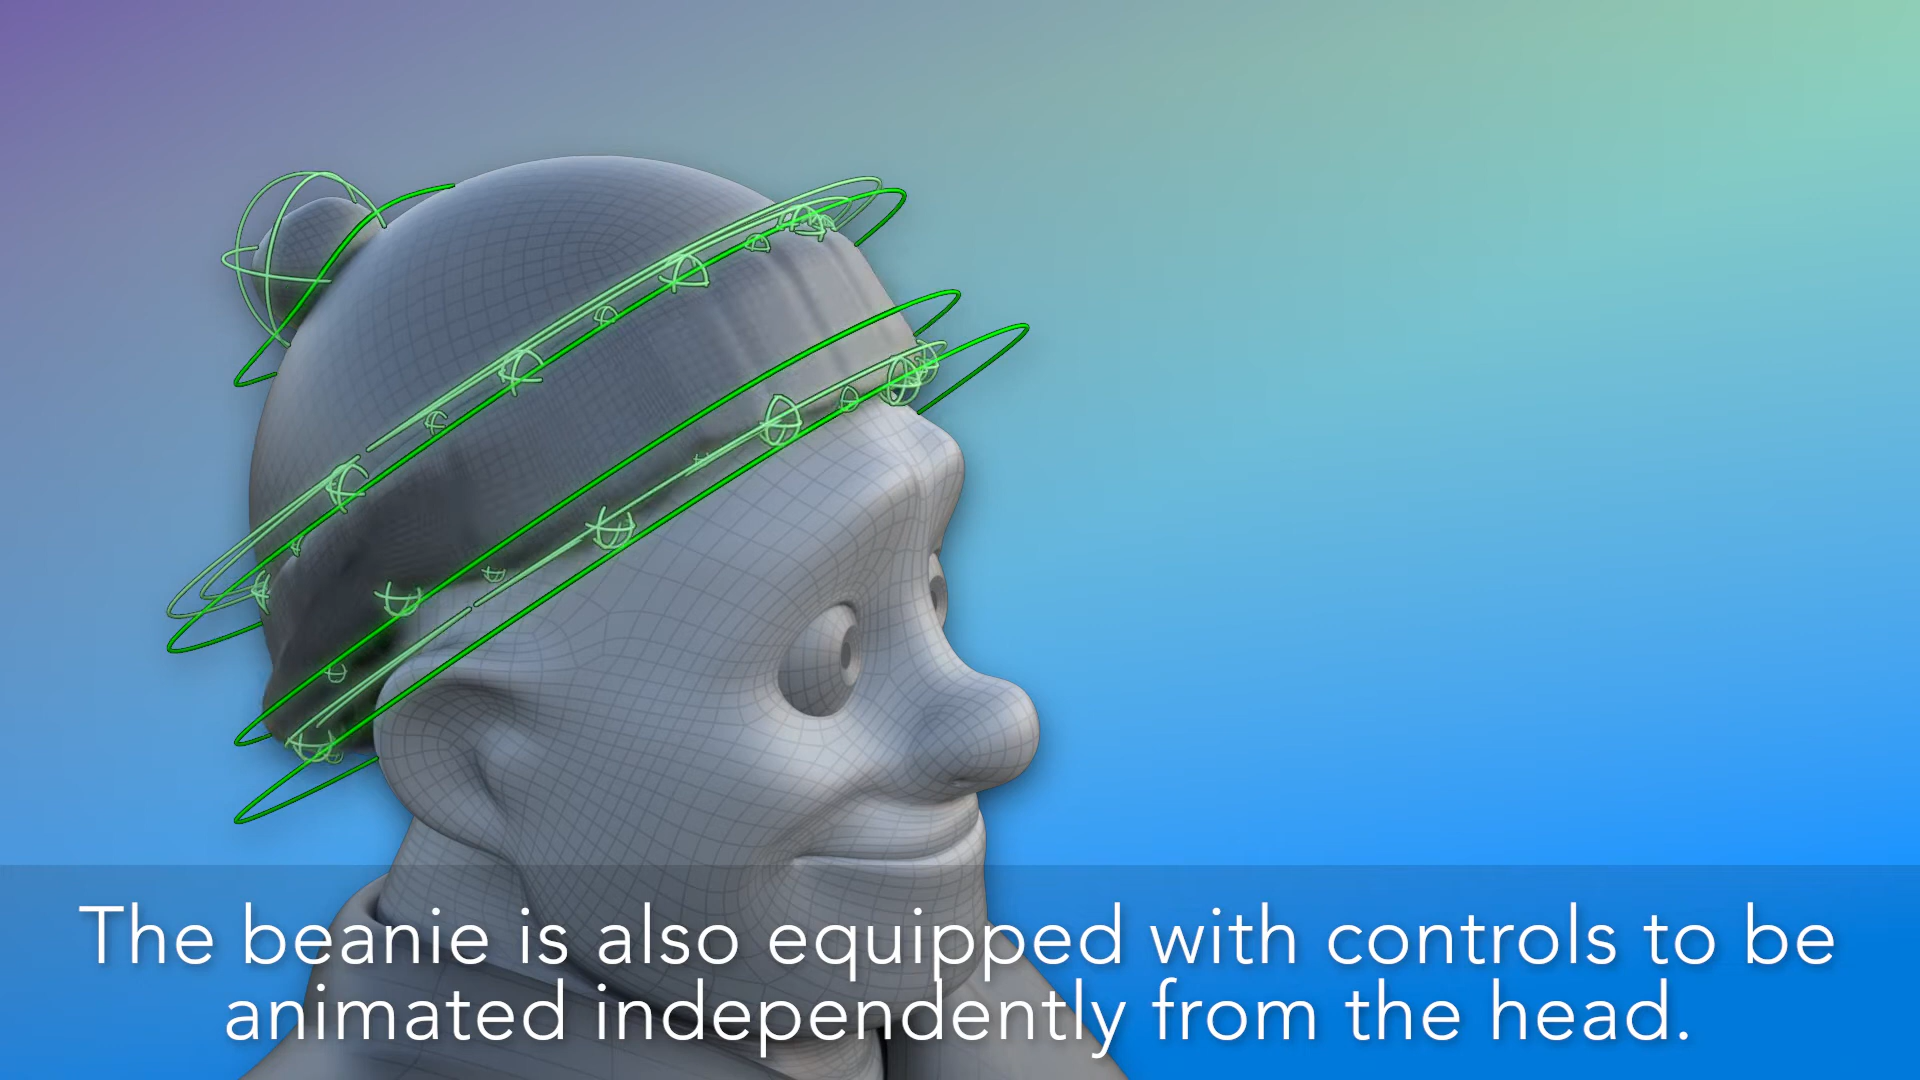 The beanie is also equipped with controls to be
animated independently from the head.